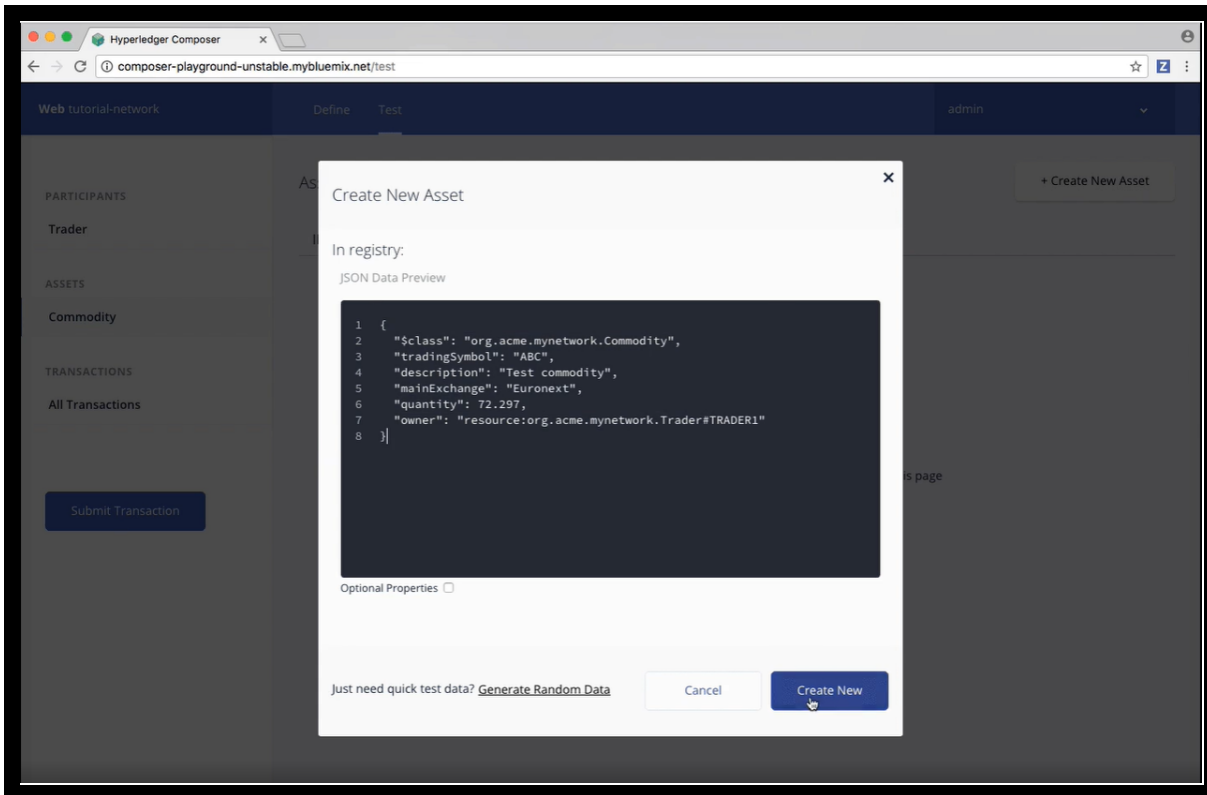 Hyperledger Composer
composer-playground-unstable.mybluemix.net/test
Z
Web tutorial-network
Define
Test
admin
PARTICIPANTS
Trader
ASSETS
Commodity
TRANSACTIONS
All Transactions
Submit Transaction
As
+ Create New Asset
is page
Create New Asset
In registry:
JSON Data Preview
1 {
2 "$class": "org.acme.mynetwork.Commodity",
3 "tradingSymbol": "ABC",
4 "description": "Test commodity",
5 "mainExchange": "Euronext",
6 "quantity": 72.297,
7 "owner": "resource:org.acme.mynetwork.Trader#TRADER1"
8 }
Optional Properties
Just need quick test data? Generate Random Data
Cancel
Create New